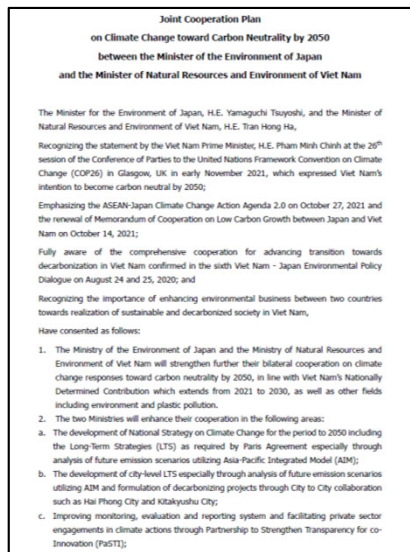 Joint Cooperation Plan
on Climate Change toward Carbon Neutrality by 2050
between the Minister of the Environment of Japan
and the Minister of Natural Resources and Environment of Viet Nam
The Minister for the Environment of Japan, H.E. Yamaguchi Tsuyoshi, and the Minister of
Natural Resources and Environment of Viet Nam, H.E. Tran Hong Ha,
Recognizing the statement by the Viet Nam Prime Minister, H.E. Pham Minh Chinh at the 26th
session of the Conference of Parties to the United Nations Framework Convention on Climate
Change (COP26) in Glasgow, UK in early November 2021, which expressed Viet Nam's
intention to become carbon neutral by 2050;
Emphasizing the ASEAN-Japan Climate Change Action Agenda 2.0 on October 27, 2021 and
the renewal of Memorandum of Cooperation on Low Carbon Growth between Japan and Viet
Nam on October 14, 2021;
Fully aware of the comprehensive cooperation for advancing transition towards
decarbonization in Viet Nam confirmed in the sixth Viet Nam - Japan Environmental Policy
Dialogue on August 24 and 25, 2020; and
Recognizing the importance of enhancing environmental business between two countries
towards realization of sustainable and decarbonized society in Viet Nam,
Have consented as follows:
1. The Ministry of the Environment of Japan and the Ministry of Natural Resources and
Environment of Viet Nam will strengthen further their bilateral cooperation on climate
change responses toward carbon neutrality by 2050, in line with Viet Nam's Nationally
Determined Contribution which extends from 2021 to 2030, as well as other fields
including environment and plastic pollution.
2. The two Ministries will enhance their cooperation in the following areas:
a. The development of National Strategy on Climate Change for the period to 2050 including
the Long-Term Strategies (LTS) as required by Paris Agreement especially through
analysis of future emission scenarios utilizing Asia-Pacific Integrated Model (AIM);
b. The development of city-level LTS especially through analysis of future emission scenarios
utilizing AIM and formulation of decarbonizing projects through City to City collaboration
such as Hai Phong City and Kitakyushu City;
c. Improving monitoring, evaluation and reporting system and facilitating private sector
engagements in climate actions through Partnership to Strengthen Transparency for co-
Innovation (PaSTI);